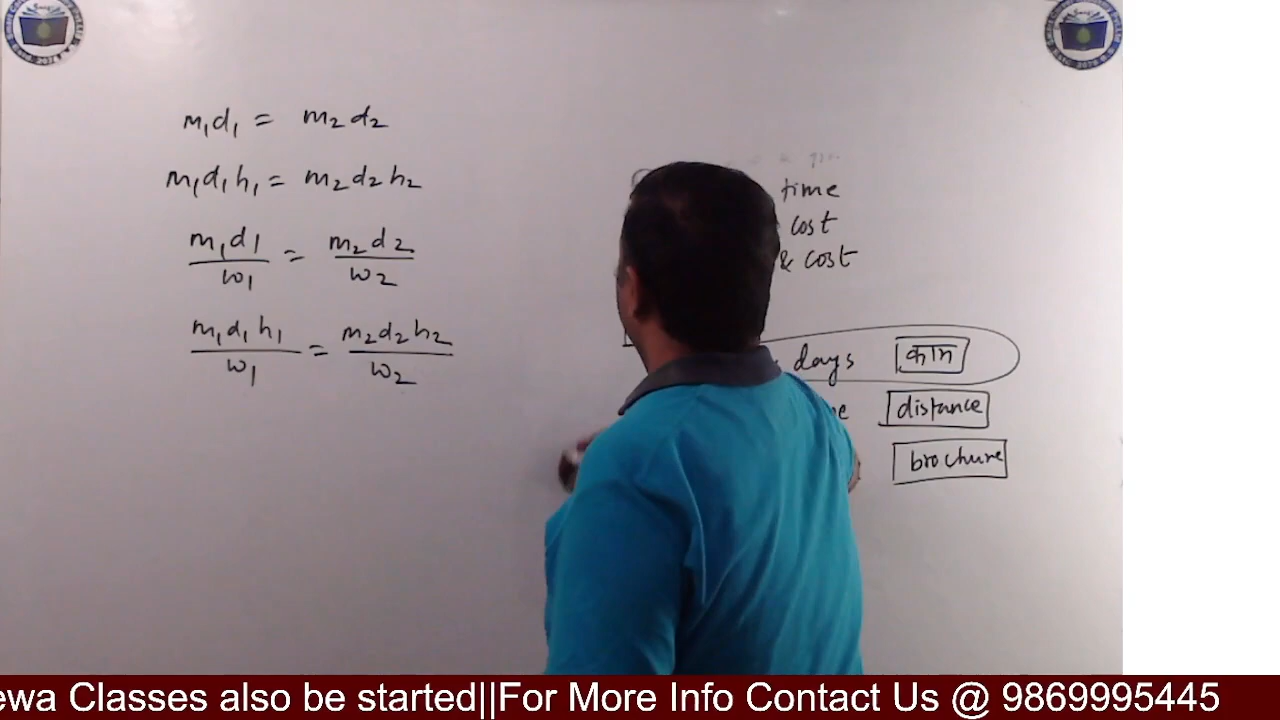 m₁d₁ = m₂d₂
m₁d₁h₁ = m₂d₂h₂
m₁d₁/w₁ = m₂d₂/w₂
m₁d₁h₁/w₁ = m₂d₂h₂/w₂
time
cost
& cost
days काम
distance
brochure
ewa Classes also be started||For More Info Contact Us @ 9869995445